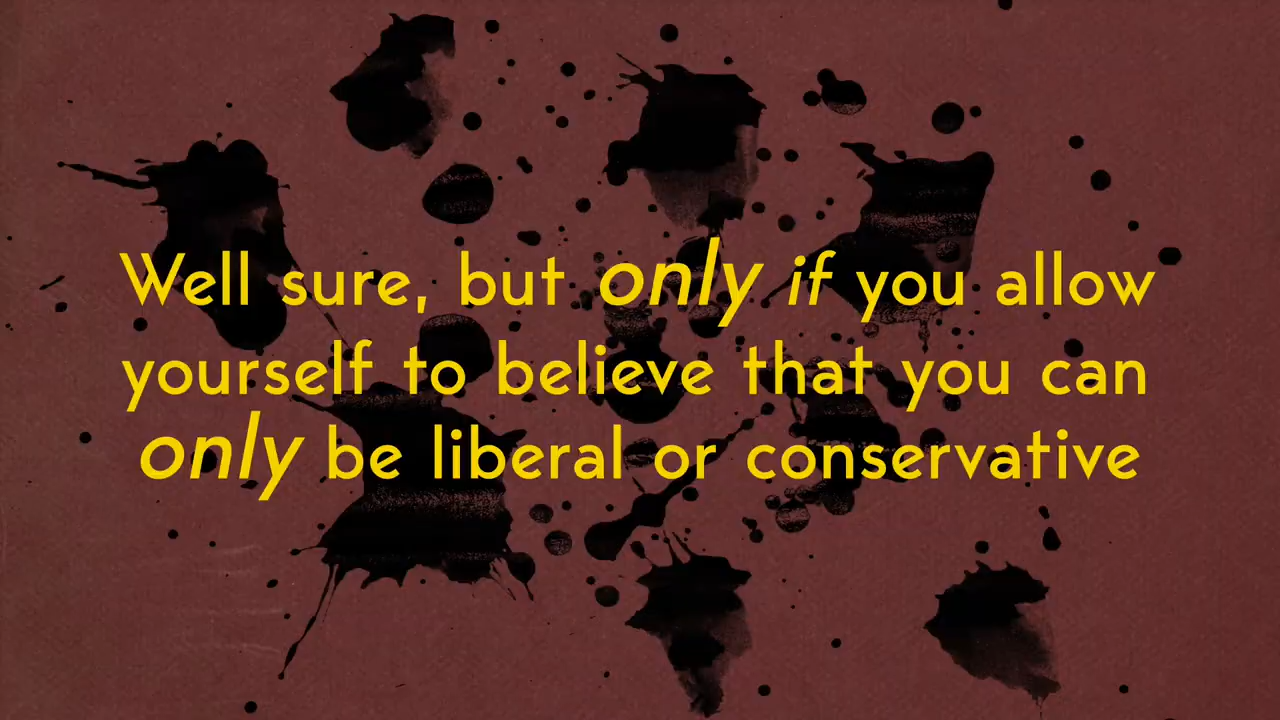 Well sure, but only if you allow
yourself to believe that you can
only be liberal or conservative